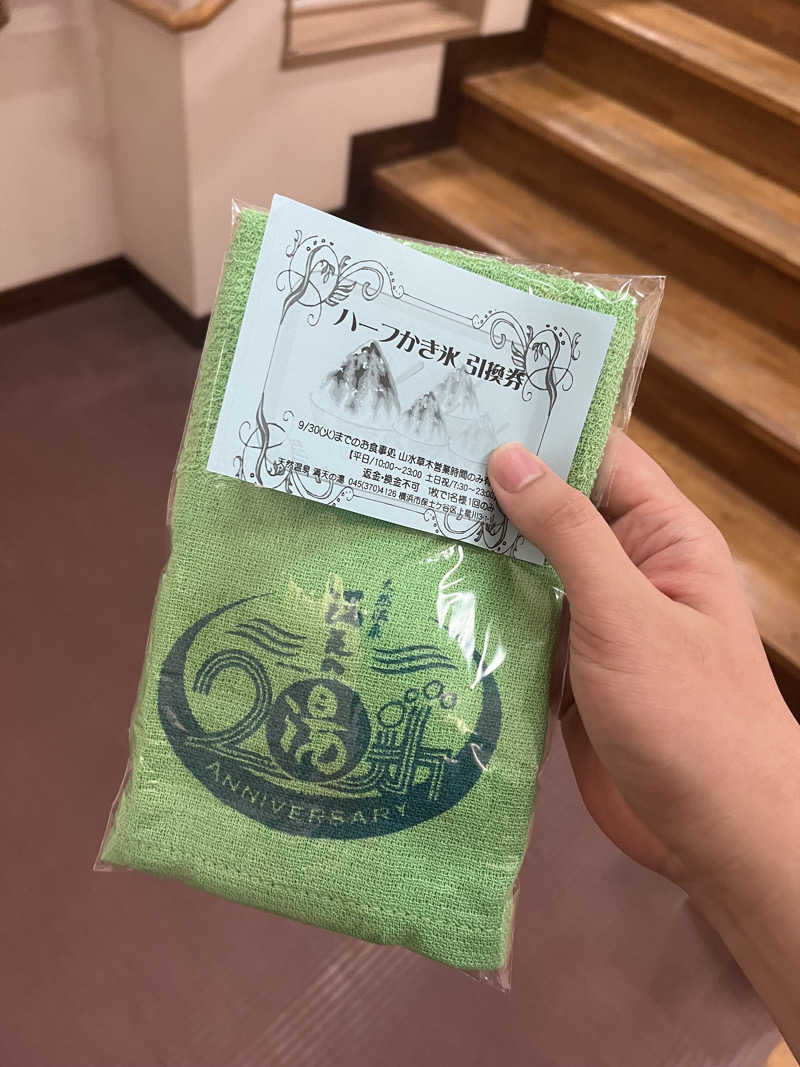 ハーフかき氷 引換券
9/30(火)までのお食事処 山水草木営業時間のみ
【平日/10:00～23:00 土日祝/7:30～23:00
返金・換金不可 1枚で1名様1回のみ
天然温泉 満天の湯 045(370)4126 横浜市保土ケ谷区上星川3-1-
天然温泉
満天の
湯
20
ANNIVERSARY